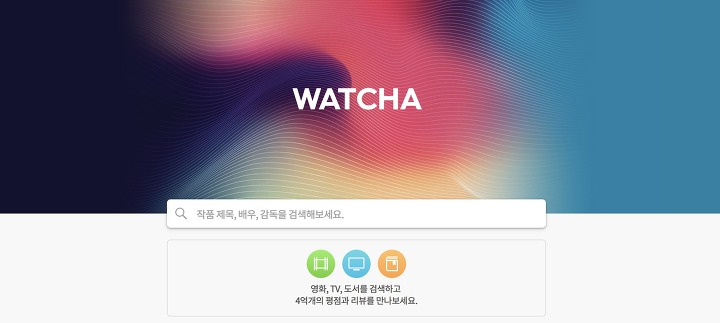 WATCHA
작품 제목, 배우, 감독을 검색해보세요.
영화, TV, 도서를 검색하고
4억개의 평점과 리뷰를 만나보세요.